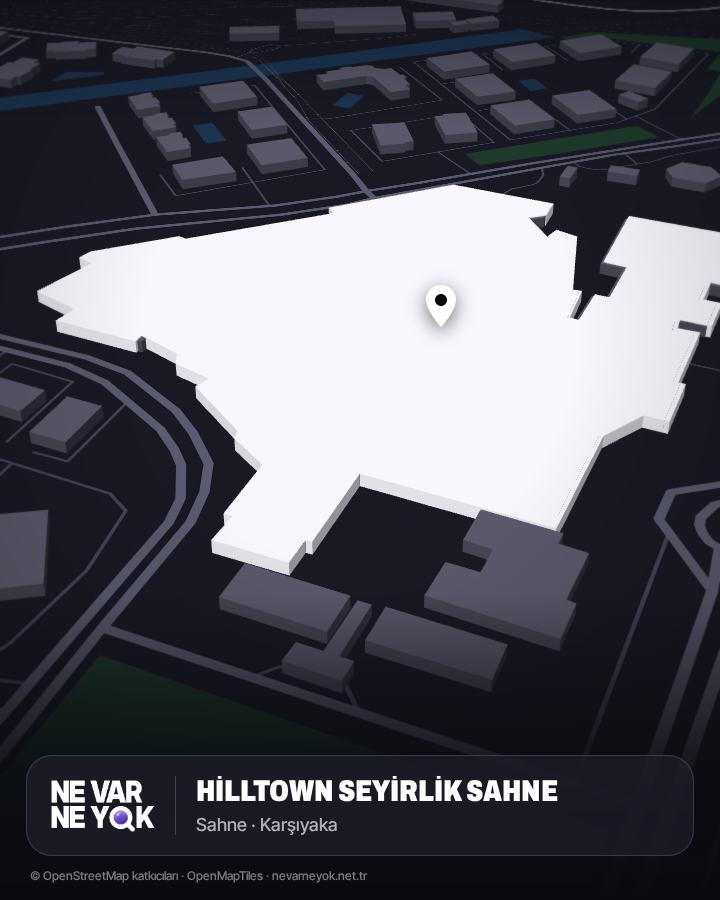 NE VAR
NE YOK
HİLLTOWN SEYİRLİK SAHNE
Sahne · Karşıyaka
© OpenStreetMap katkıcıları · OpenMapTiles · nevarneyok.net.tr